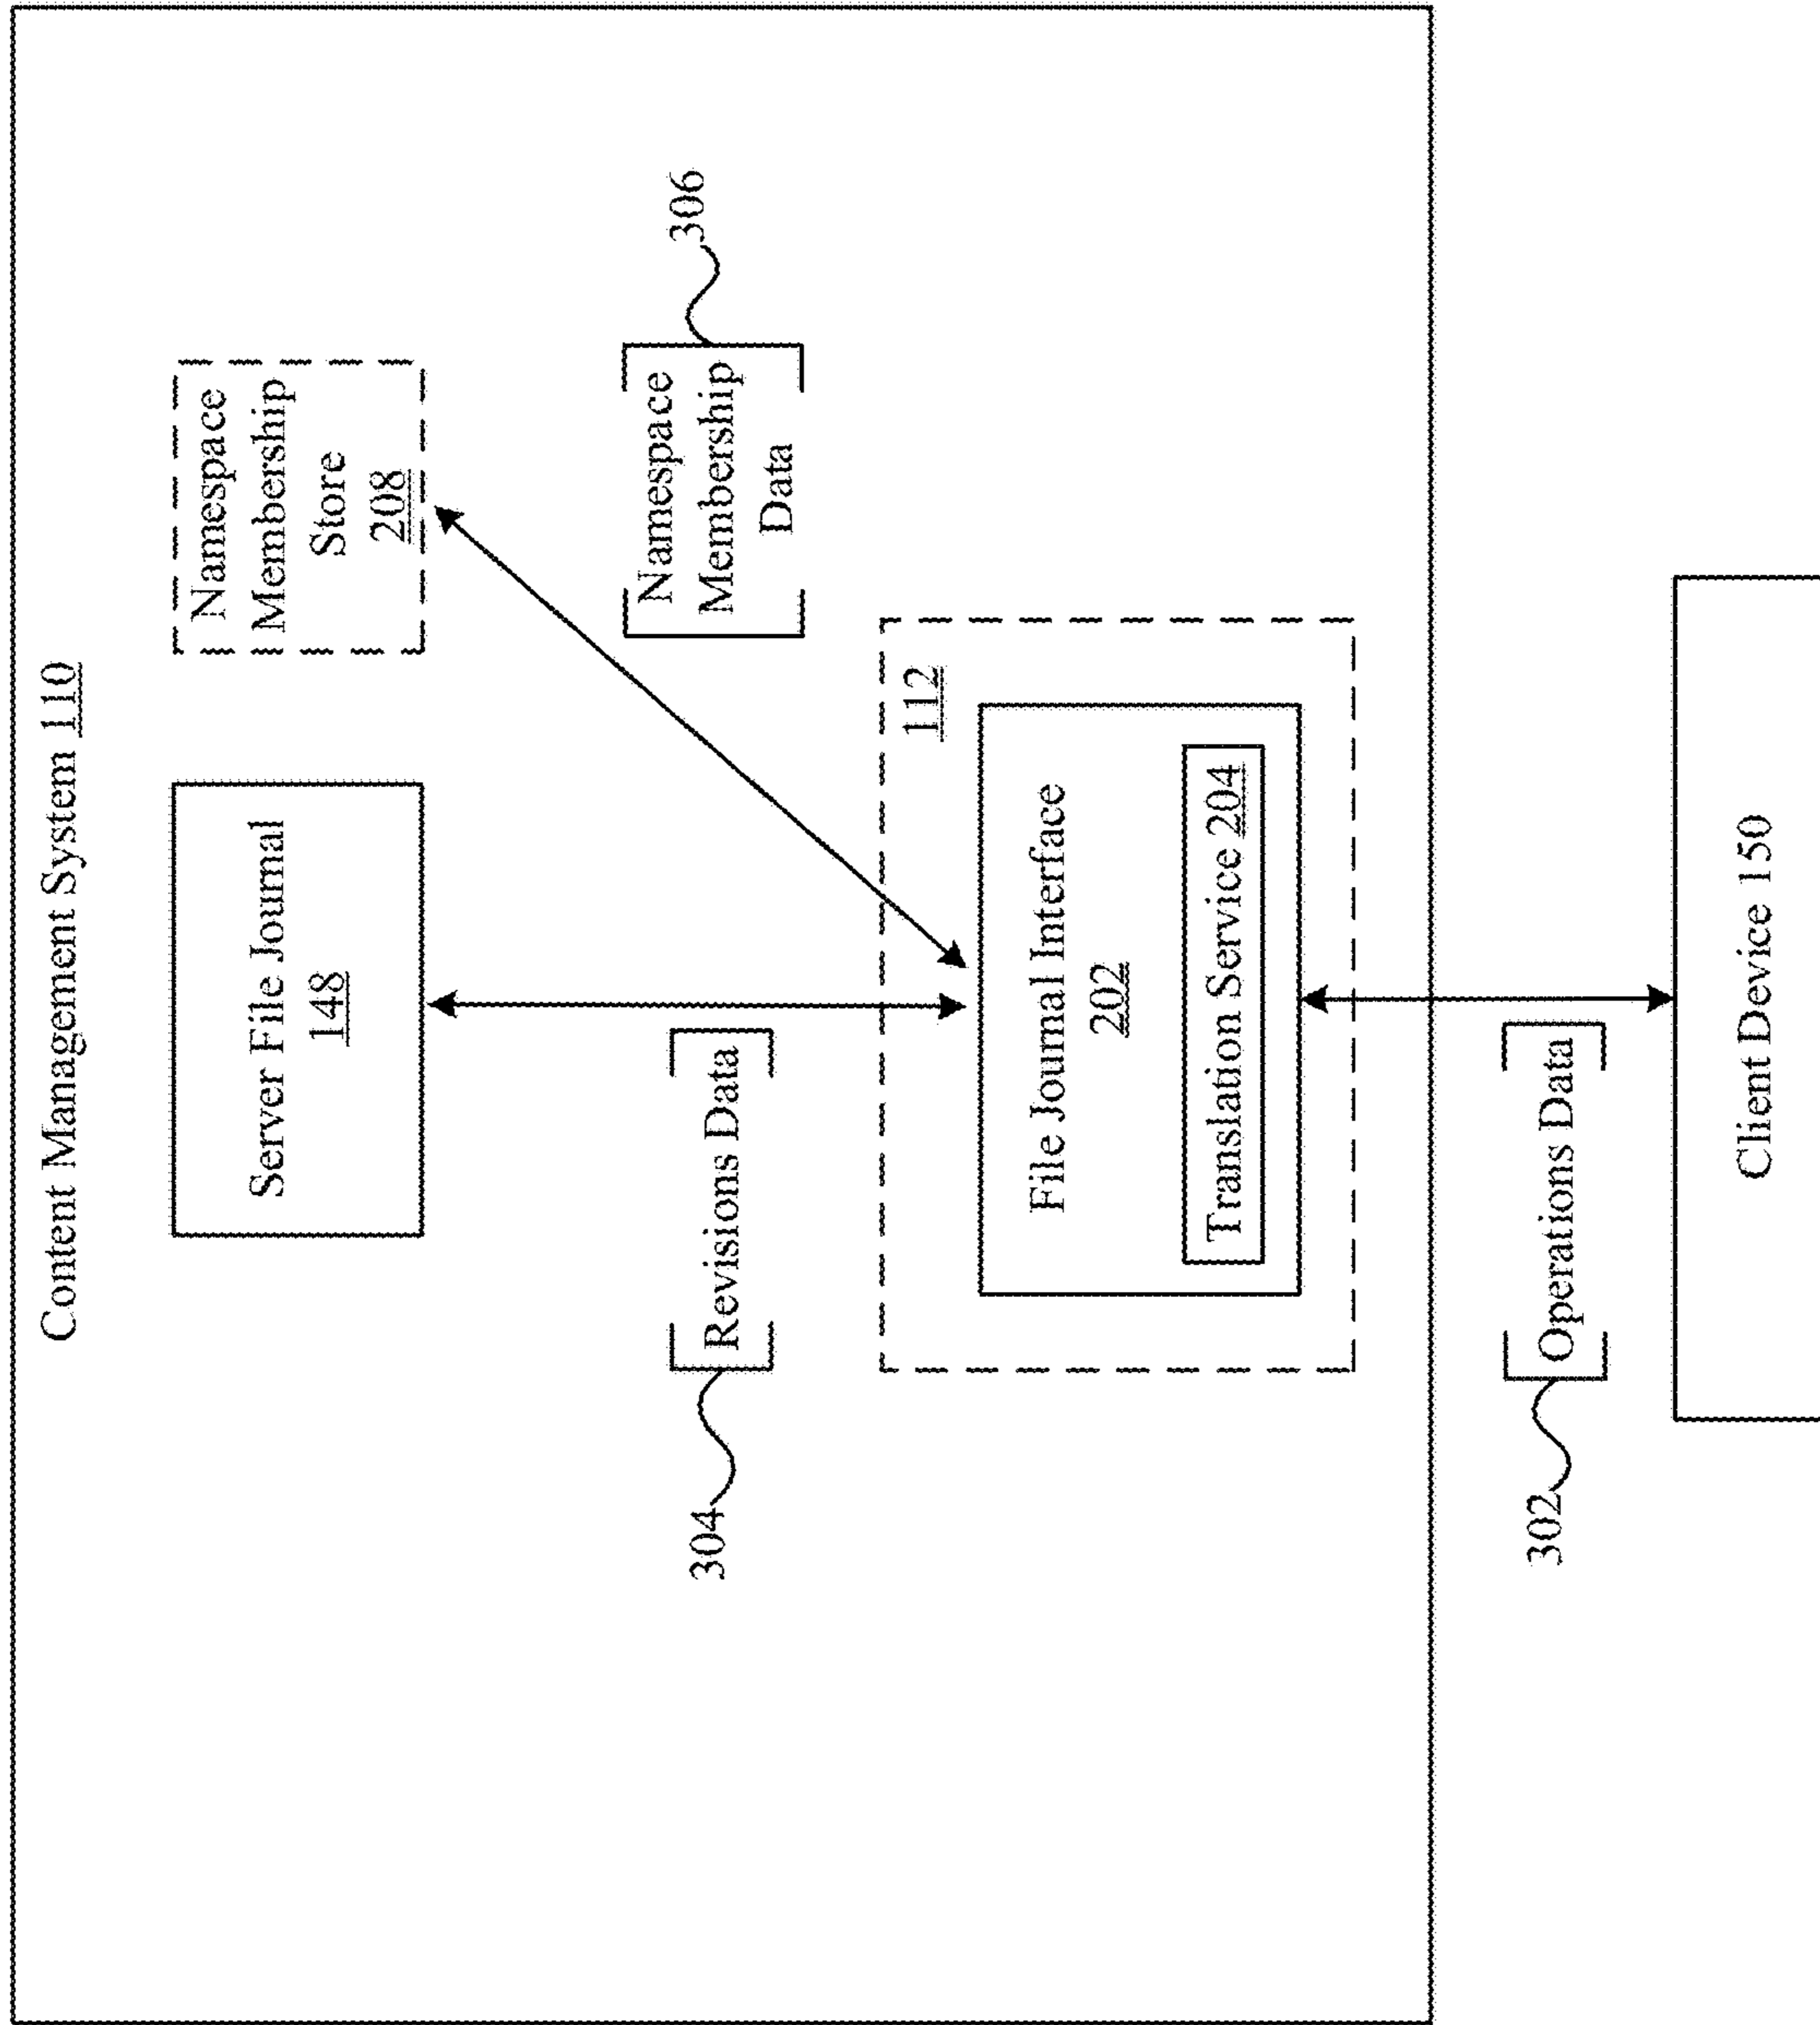 Content Management System 110
Server File Journal
148
Namespace
Membership
Store
208
304
Revisions Data
Namespace
Membership
Data
306
112
File Journal Interface
202
Translation Service 204
302
Operations Data
Client Device 150